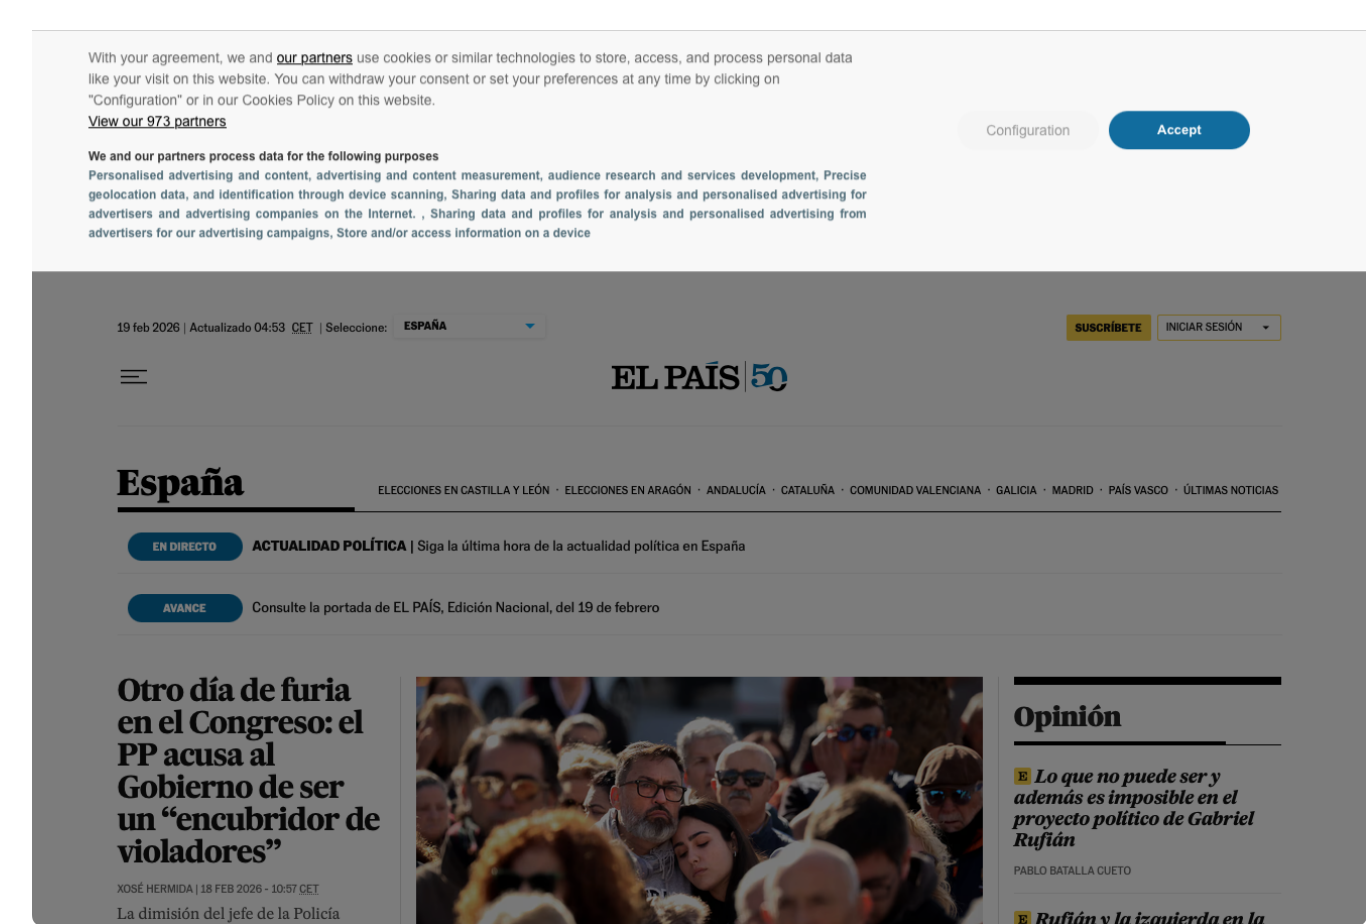 With your agreement, we and our partners use cookies or similar technologies to store, access, and process personal data
like your visit on this website. You can withdraw your consent or set your preferences at any time by clicking on
"Configuration" or in our Cookies Policy on this website.
View our 973 partners
We and our partners process data for the following purposes
Personalised advertising and content, advertising and content measurement, audience research and services development, Precise
geolocation data, and identification through device scanning, Sharing data and profiles for analysis and personalised advertising for
advertisers and advertising companies on the Internet. , Sharing data and profiles for analysis and personalised advertising from
advertisers for our advertising campaigns, Store and/or access information on a device
Configuration
Accept
19 feb 2026 | Actualizado 04:53 CET | Seleccione: ESPAÑA
SUSCRÍBETE
INICIAR SESIÓN
EL PAÍS 50
España
ELECCIONES EN CASTILLA Y LEÓN · ELECCIONES EN ARAGÓN · ANDALUCÍA · CATALUÑA · COMUNIDAD VALENCIANA · GALICIA · MADRID · PAÍS VASCO · ÚLTIMAS NOTICIAS
EN DIRECTO ACTUALIDAD POLÍTICA | Siga la última hora de la actualidad política en España
AVANCE Consulte la portada de EL PAÍS, Edición Nacional, del 19 de febrero
Otro día de furia
en el Congreso: el
PP acusa al
Gobierno de ser
un “encubridor de
violadores”
XOSÉ HERMIDA | 18 FEB 2026 - 10:57 CET
La dimisión del jefe de la Policía
Opinión
E Lo que no puede ser y
además es imposible en el
proyecto político de Gabriel
Rufián
PABLO BATALLA CUETO
E Rufián y la izquierda en la